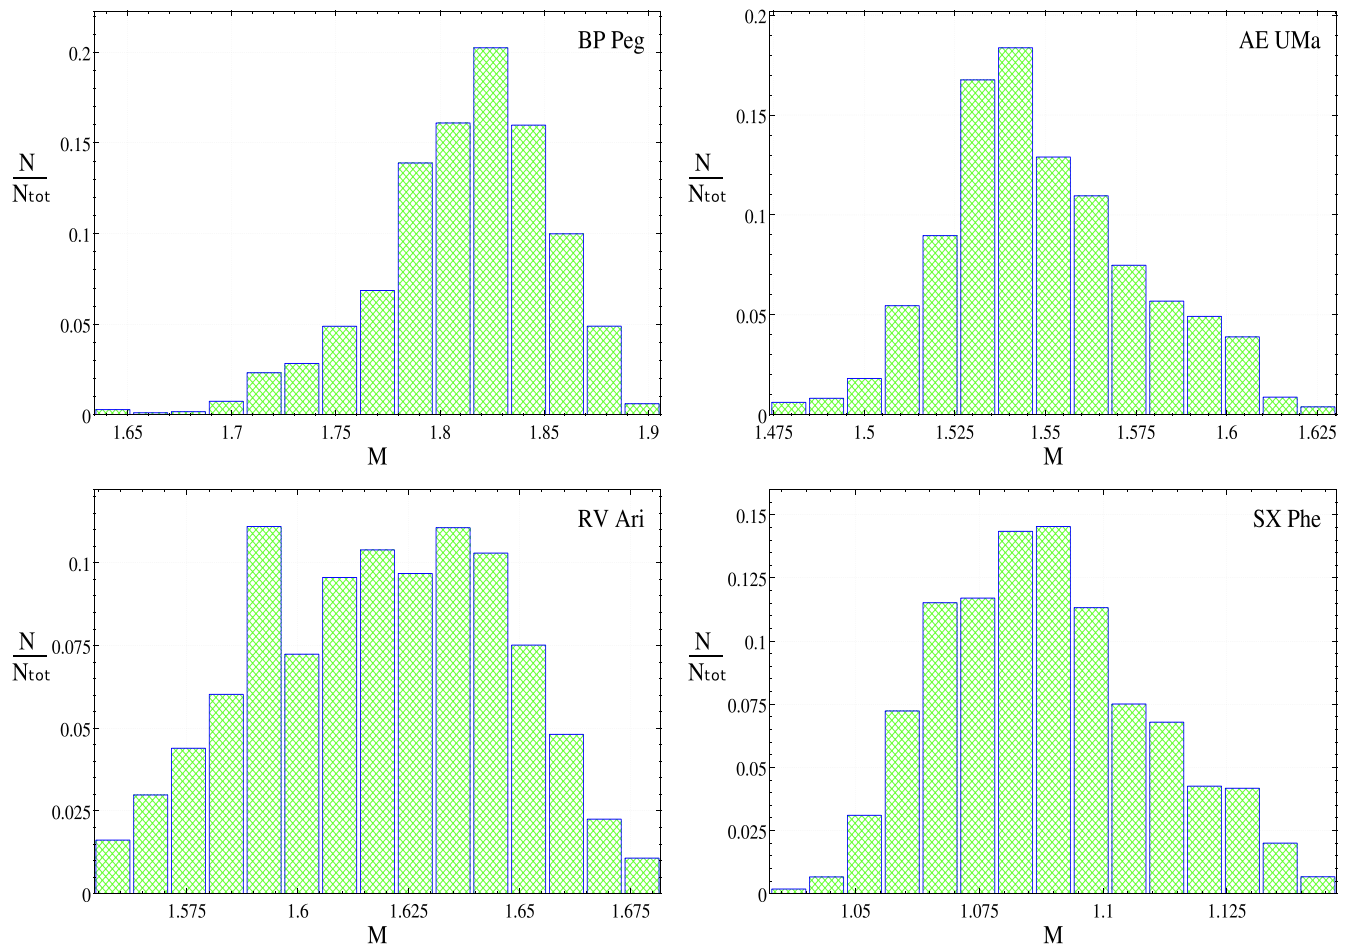 BP Peg
N
Ntot
0.2
0.15
0.1
0.05
0
1.65 1.7 1.75 1.8 1.85 1.9
M
AE UMa
N
Ntot
0.2
0.15
0.1
0.05
0
1.475 1.5 1.525 1.55 1.575 1.6 1.625
M
RV Ari
N
Ntot
0.1
0.075
0.05
0.025
0
1.575 1.6 1.625 1.65 1.675
M
SX Phe
N
Ntot
0.15
0.125
0.1
0.075
0.05
0.025
0
1.05 1.075 1.1 1.125
M